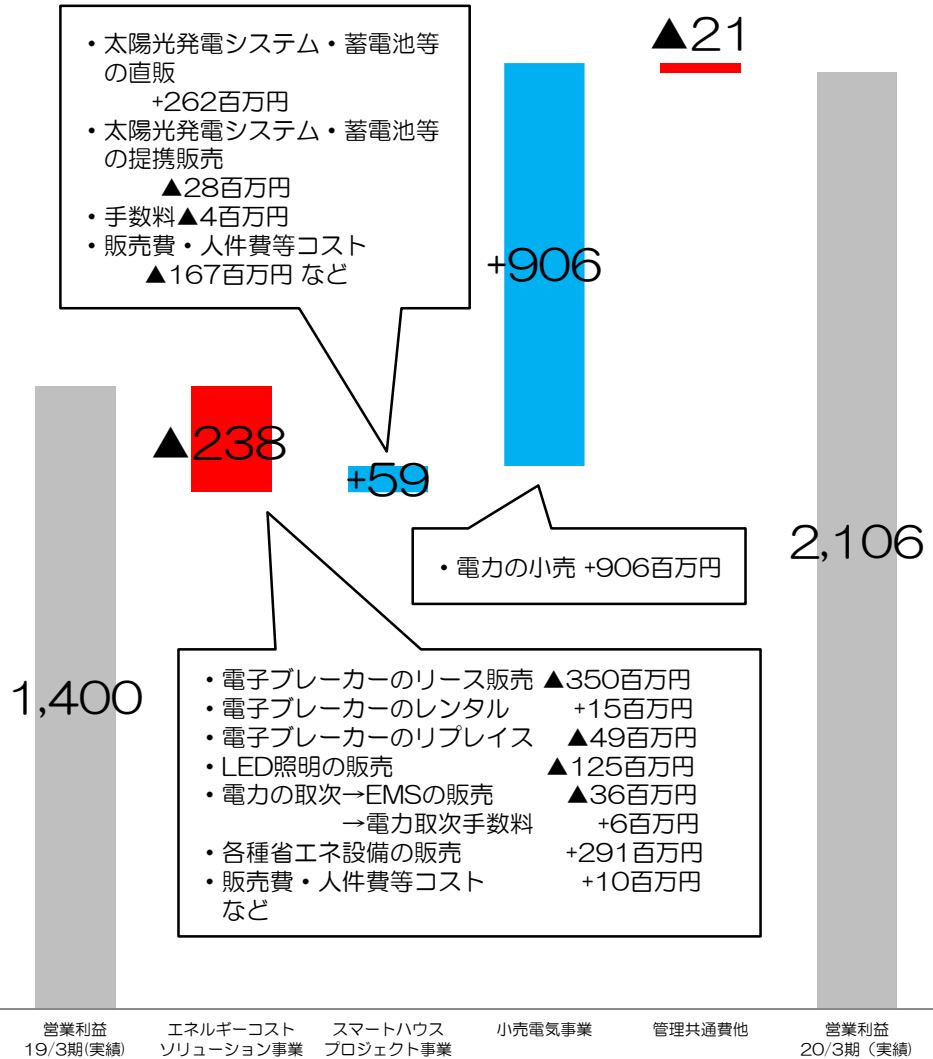 ・太陽光発電システム・蓄電池等
の直販
+262百万円
・太陽光発電システム・蓄電池等
の提携販売
▲28百万円
・手数料▲4百万円
・販売費・人件費等コスト
▲167百万円 など
▲21
+906
▲238
+59
・電力の小売 +906百万円
2,106
1,400
・電子ブレーカーのリース販売 ▲350百万円
・電子ブレーカーのレンタル +15百万円
・電子ブレーカーのリプレイス ▲49百万円
・LED照明の販売 ▲125百万円
・電力の取次→EMSの販売 ▲36百万円
→電力取次手数料 +6百万円
・各種省エネ設備の販売 +291百万円
・販売費・人件費等コスト +10百万円
など
営業利益
19/3期(実績)
エネルギーコスト
ソリューション事業
スマートハウス
プロジェクト事業
小売電気事業
管理共通費他
営業利益
20/3期（実績）